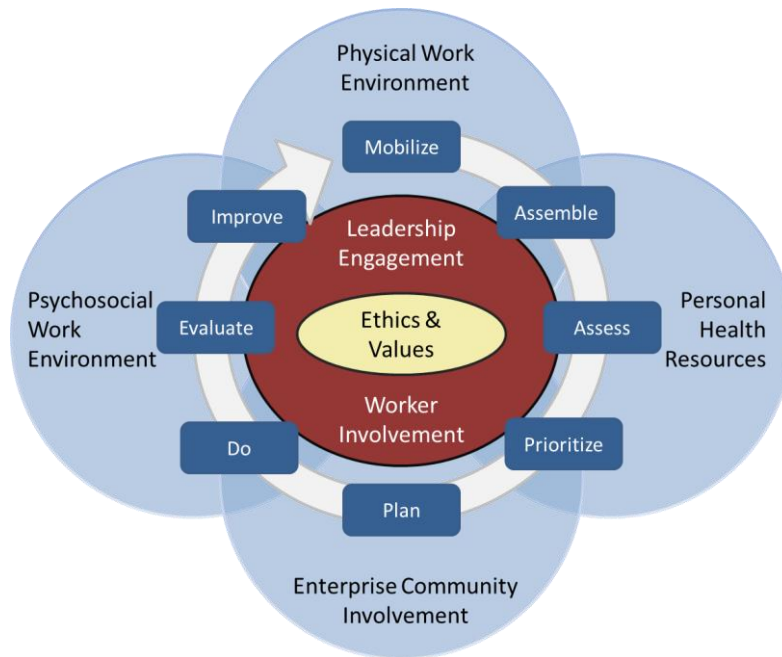 Physical Work
Environment
Mobilize
Improve
Assemble
Leadership
Engagement
Psychosocial
Work
Environment
Evaluate
Ethics &
Values
Assess
Personal
Health
Resources
Worker
Involvement
Do
Prioritize
Plan
Enterprise Community
Involvement